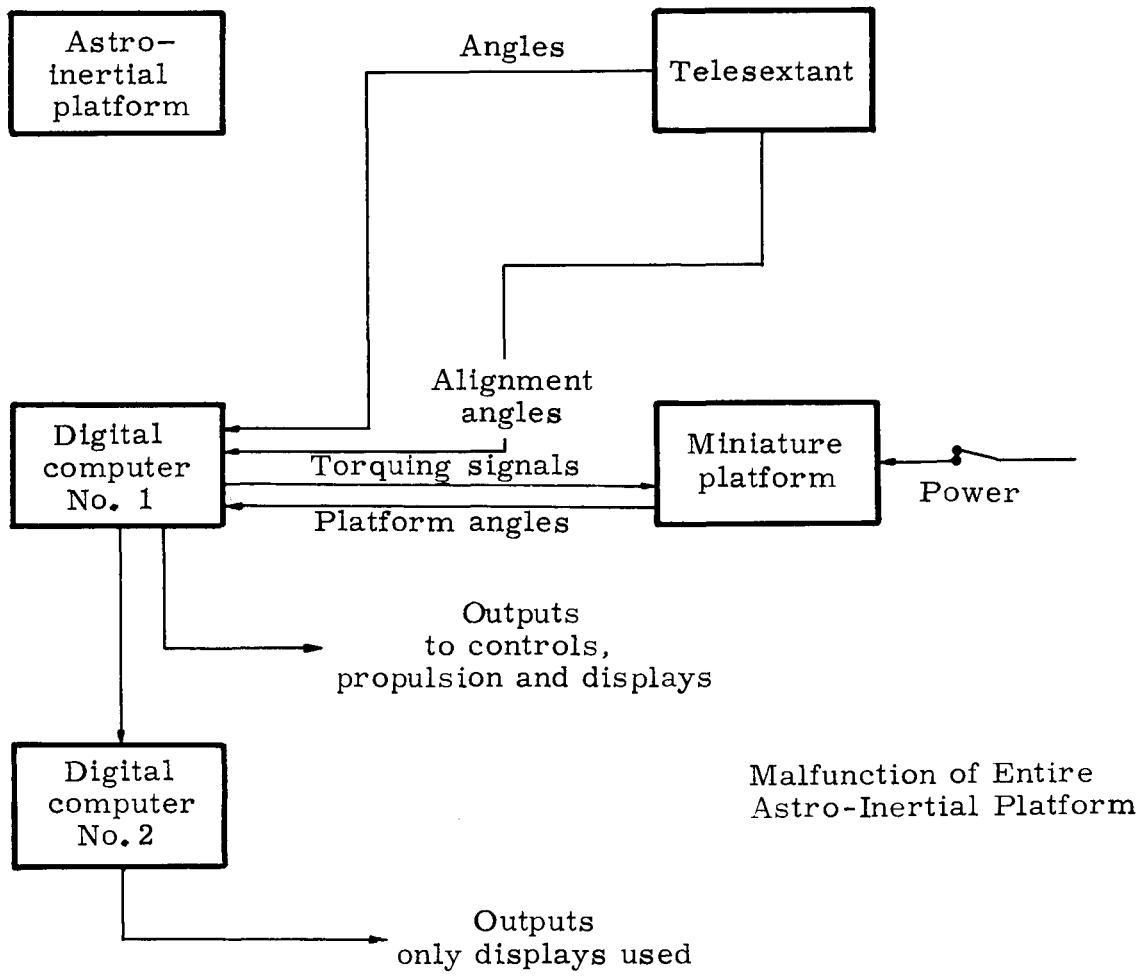 Astro-
inertial
platform
Angles
Telesextant
Alignment
angles
Digital
computer
No. 1
Torquing signals
Platform angles
Miniature
platform
Power
Outputs
to controls,
propulsion and displays
Digital
computer
No. 2
Malfunction of Entire
Astro-Inertial Platform
Outputs
only displays used